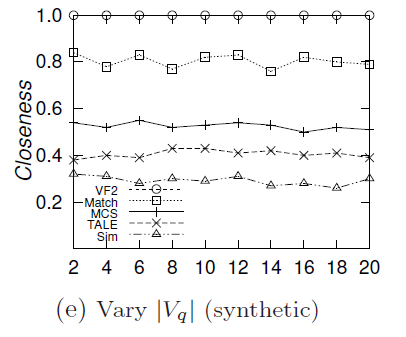 1.0
0.8
0.6
0.4
0.2
Closeness
VF2
Match
MCS
TALE
Sim
2 4 6 8 10 12 14 16 18 20
(e) Vary |Vq| (synthetic)